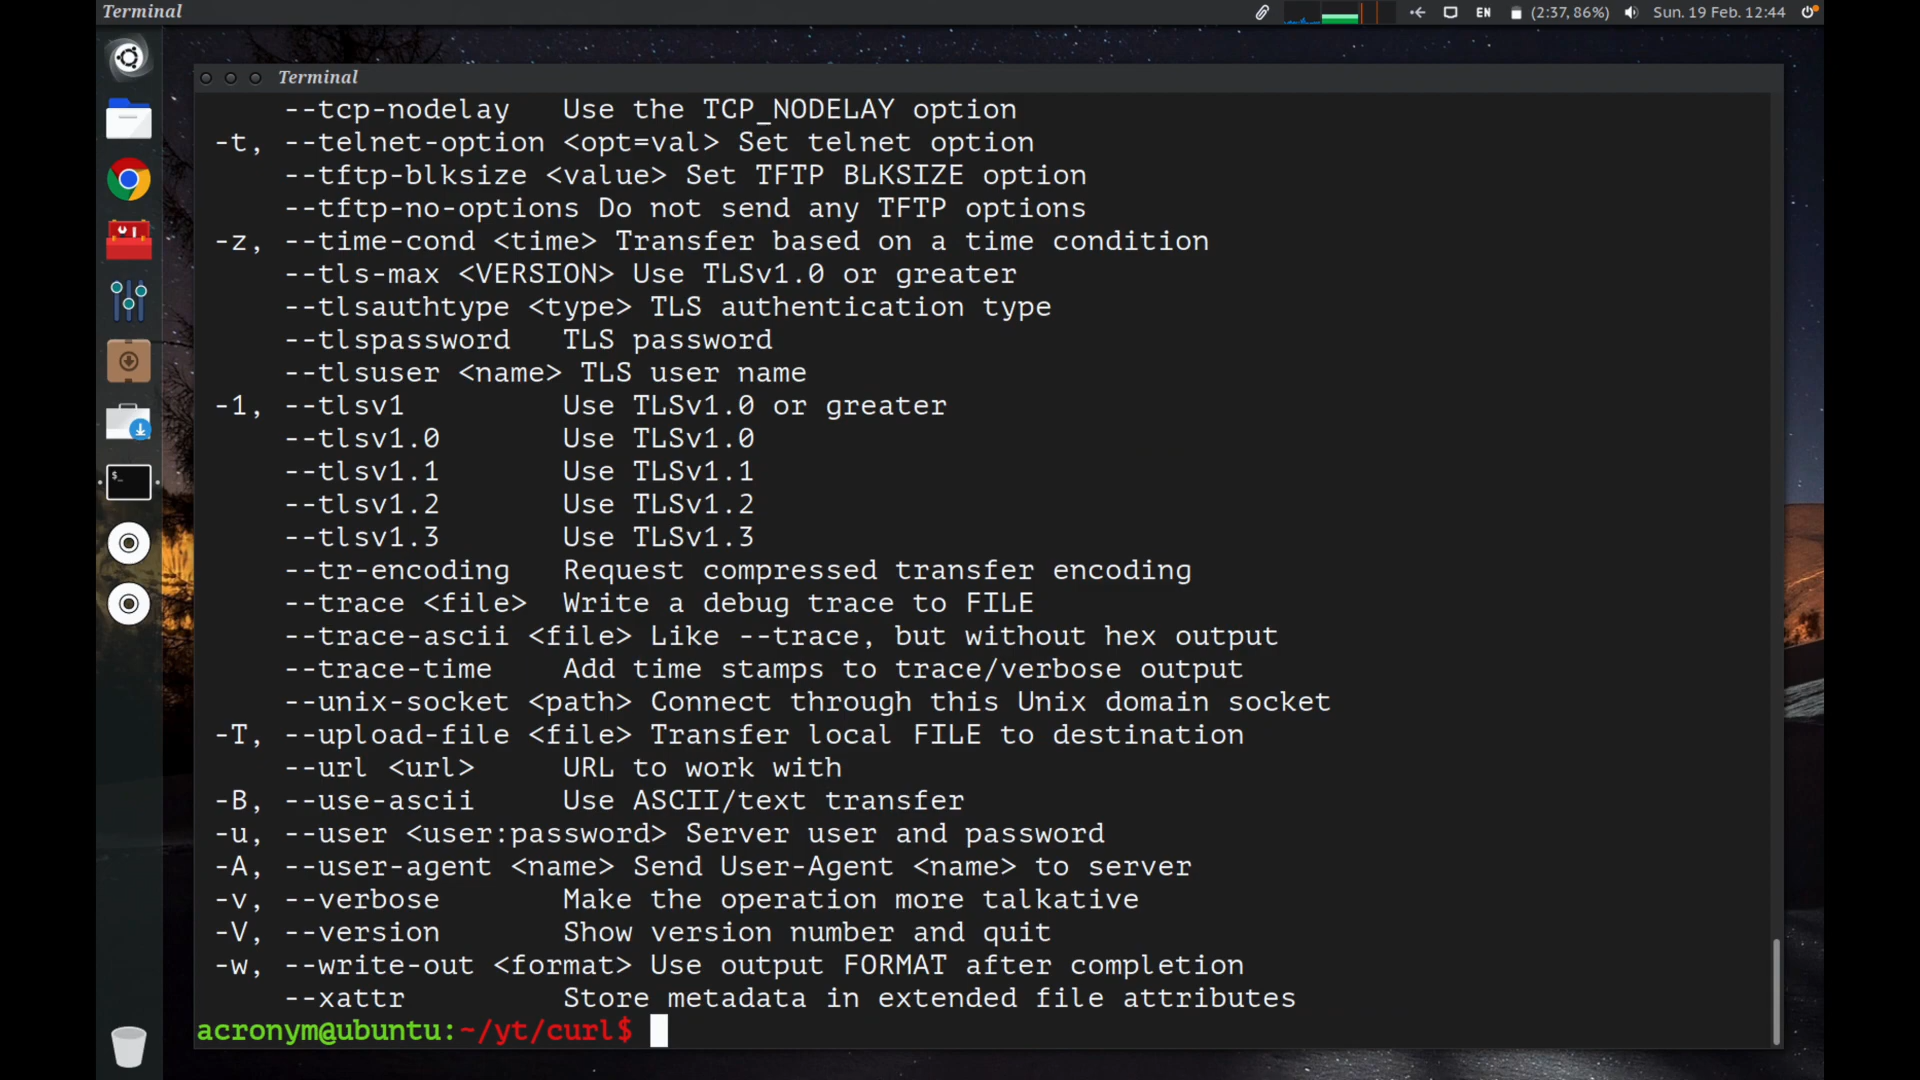 Terminal
EN
(2:37, 86%)
Sun. 19 Feb. 12:44
Terminal
--tcp-nodelay Use the TCP_NODELAY option
-t, --telnet-option <opt=val> Set telnet option
--tftp-blksize <value> Set TFTP BLKSIZE option
--tftp-no-options Do not send any TFTP options
-z, --time-cond <time> Transfer based on a time condition
--tls-max <VERSION> Use TLSv1.0 or greater
--tlsauthtype <type> TLS authentication type
--tlspassword TLS password
--tlsuser <name> TLS user name
-1, --tlsv1 Use TLSv1.0 or greater
--tlsv1.0 Use TLSv1.0
--tlsv1.1 Use TLSv1.1
--tlsv1.2 Use TLSv1.2
--tlsv1.3 Use TLSv1.3
--tr-encoding Request compressed transfer encoding
--trace <file> Write a debug trace to FILE
--trace-ascii <file> Like --trace, but without hex output
--trace-time Add time stamps to trace/verbose output
--unix-socket <path> Connect through this Unix domain socket
-T, --upload-file <file> Transfer local FILE to destination
--url <url> URL to work with
-B, --use-ascii Use ASCII/text transfer
-u, --user <user:password> Server user and password
-A, --user-agent <name> Send User-Agent <name> to server
-v, --verbose Make the operation more talkative
-V, --version Show version number and quit
-w, --write-out <format> Use output FORMAT after completion
--xattr Store metadata in extended file attributes
acronym@ubuntu:~/yt/curl$